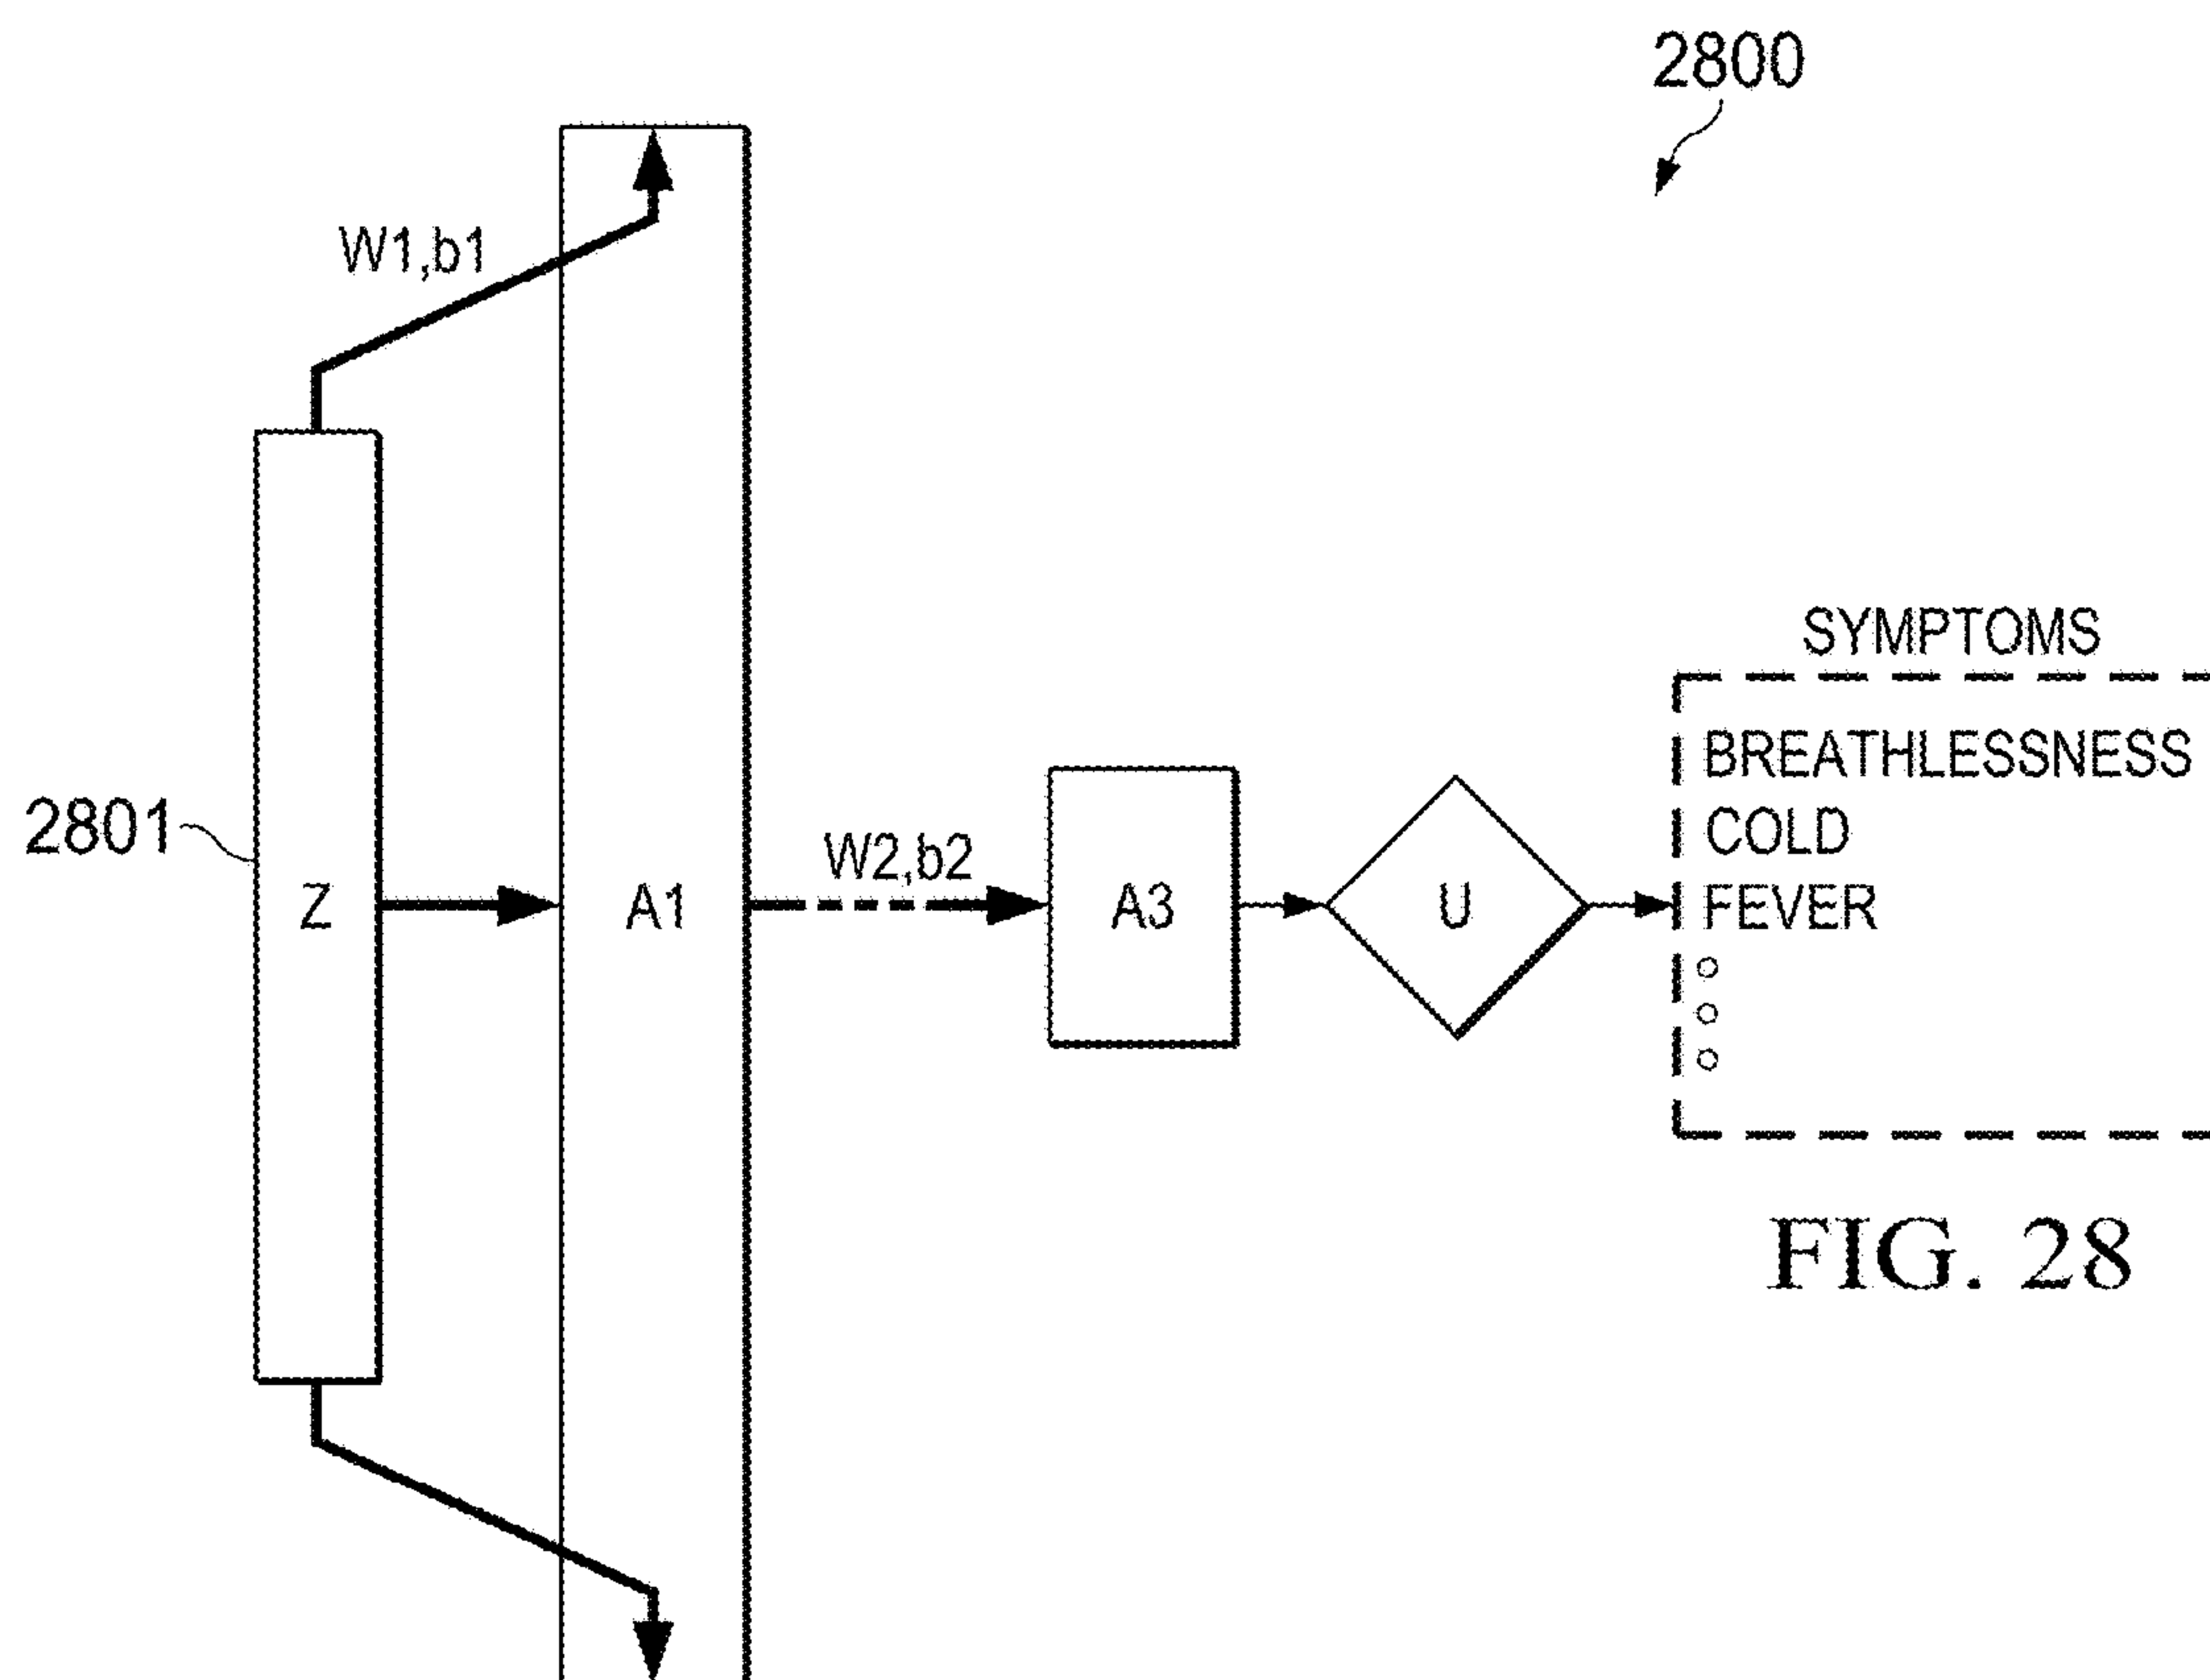 2800
W1,b1
SYMPTOMS
BREATHLESSNESS
COLD
FEVER
2801
Z
A1
W2,b2
A3
U
FIG. 28